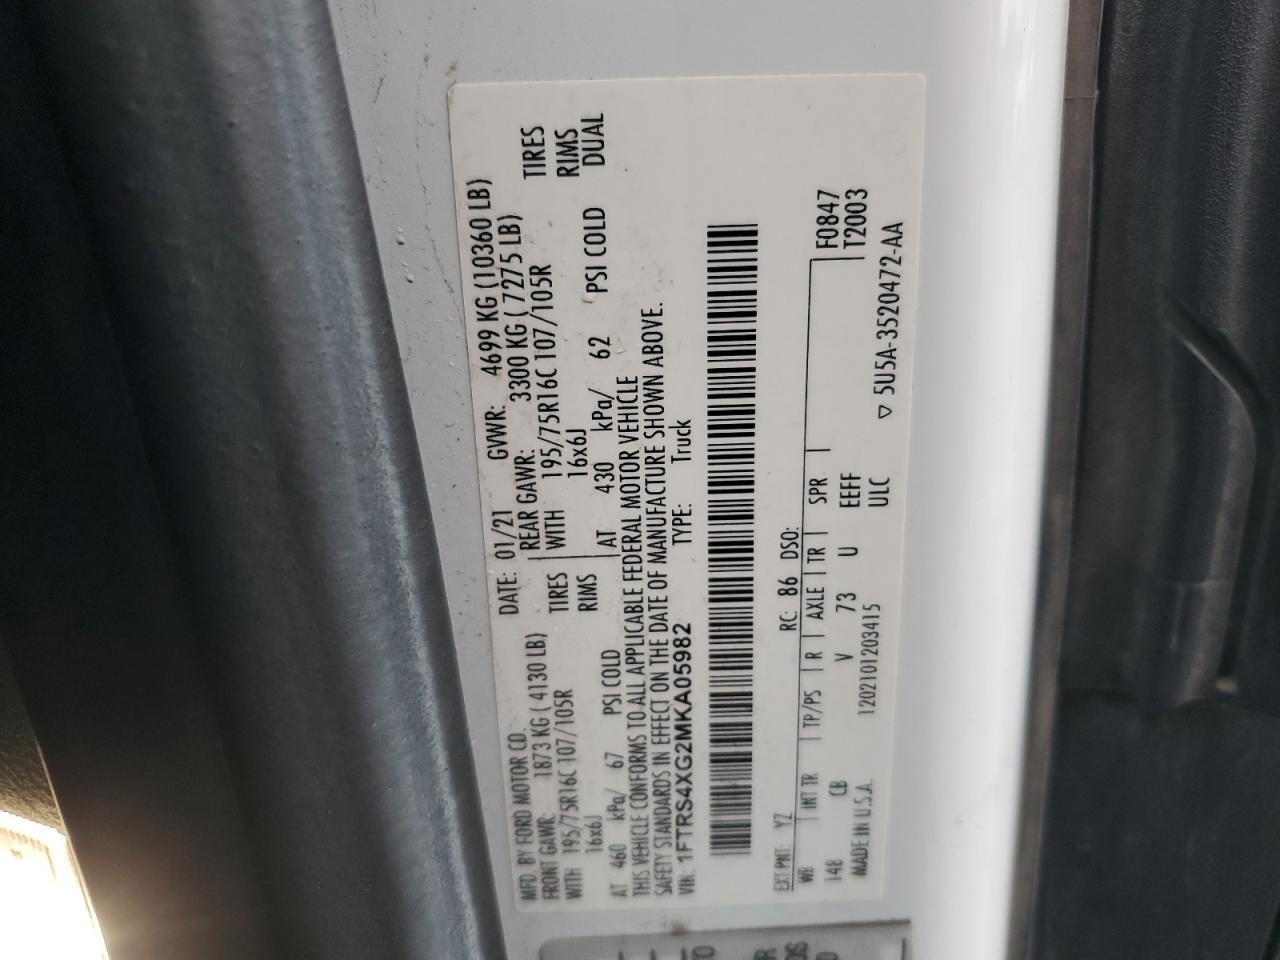 MFD. BY FORD MOTOR CO.
DATE: 01/21 GVWR: 4699 KG (10360 LB)
FRONT GAWR: 1873 KG ( 4130 LB) REAR GAWR: 3300 KG ( 7275 LB)
WITH 195/75R16C 107/105R TIRES WITH 195/75R16C 107/105R TIRES
16x6J RIMS 16x6J RIMS
AT 460 kPa/ 67 PSI COLD AT 430 kPa/ 62 PSI COLD DUAL
THIS VEHICLE CONFORMS TO ALL APPLICABLE FEDERAL MOTOR VEHICLE
SAFETY STANDARDS IN EFFECT ON THE DATE OF MANUFACTURE SHOWN ABOVE.
VIN: 1FTRS4XG2MKA05982 TYPE: Truck
EXT PNT: YZ RC: 86 DSO:
WB INT TR TP/PS R AXLE TR SPR F0847
148 CB V 73 U EEFF T2003
MADE IN U.S.A. 1202101203415 ULC
▽ 5U5A-3520472-AA